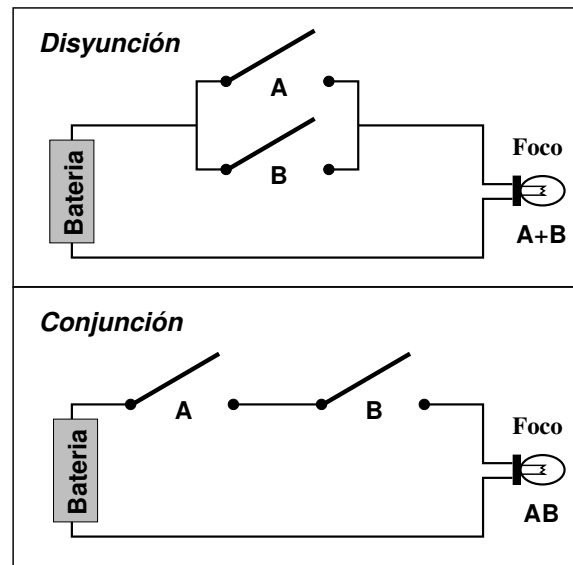 Disyunción
A
B
Bateria
Foco
A+B
Conjunción
A
B
Bateria
Foco
AB